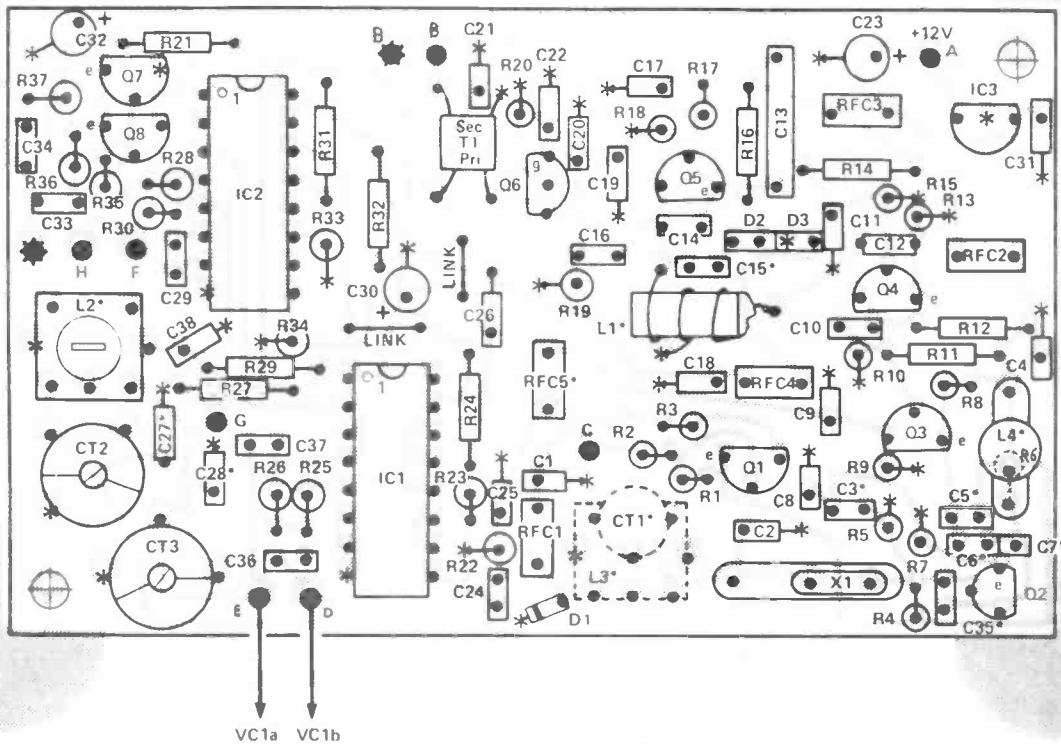 C32 +
R21
B
B
C21
C22
R20
C17
R17
C23
+12V
+ A
R37
e Q7
1
R18
RFC3
IC3
C34
e Q8
R31
Sec
T1
Pri
C20
R16
C13
C31
R36
R28
IC2
Q6 g
C19
Q5
e
R14
R15
R13
R35
R30
C33
R33
R32
C14
D2
D3
C11
C12
H
F
C29
C30
+
LINK
C16
C15*
RFC2
R19
Q4
e
L2*
C38
R34
LINK
C26
L1*
C10
R12
R29
R11
C4
R27
1
R24
RFC5*
C18
RFC4
C9
R10
R8
C27*
G
C37
R3
Q3
e
L4*
CT2
C28*
R26
R25
IC1
R23
C25
C1
C
R2
R1
e
Q1
C8
R9
R6
CT3
C36
R22
RFC1
CT1*
C2
C3*
R5
C5*
L3*
C6*
C7*
C24
X1
R7
E
D
D1
R4
e
Q2
C35*
VC1a VC1b